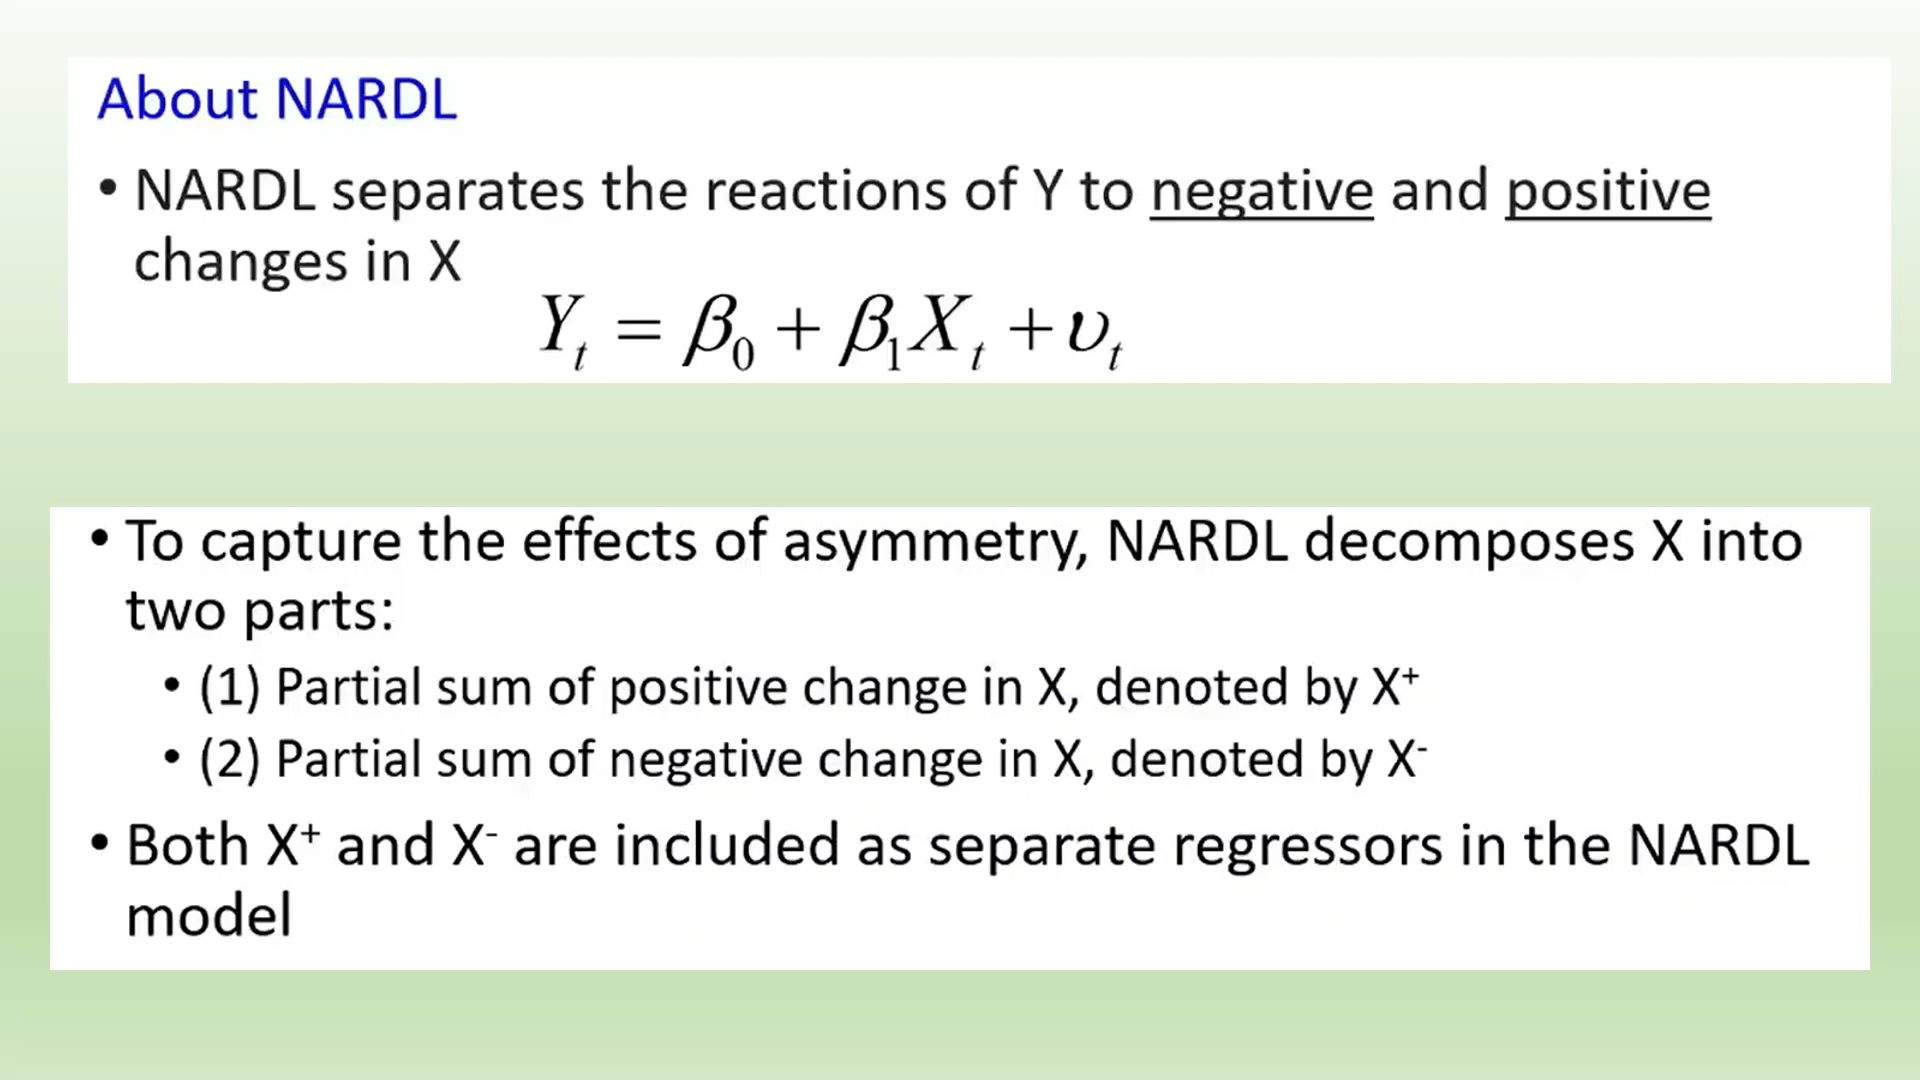 About NARDL
• NARDL separates the reactions of Y to negative and positive
changes in X
Yₜ = β₀ + β₁Xₜ + υₜ
• To capture the effects of asymmetry, NARDL decomposes X into
two parts:
• (1) Partial sum of positive change in X, denoted by X⁺
• (2) Partial sum of negative change in X, denoted by X⁻
• Both X⁺ and X⁻ are included as separate regressors in the NARDL
model